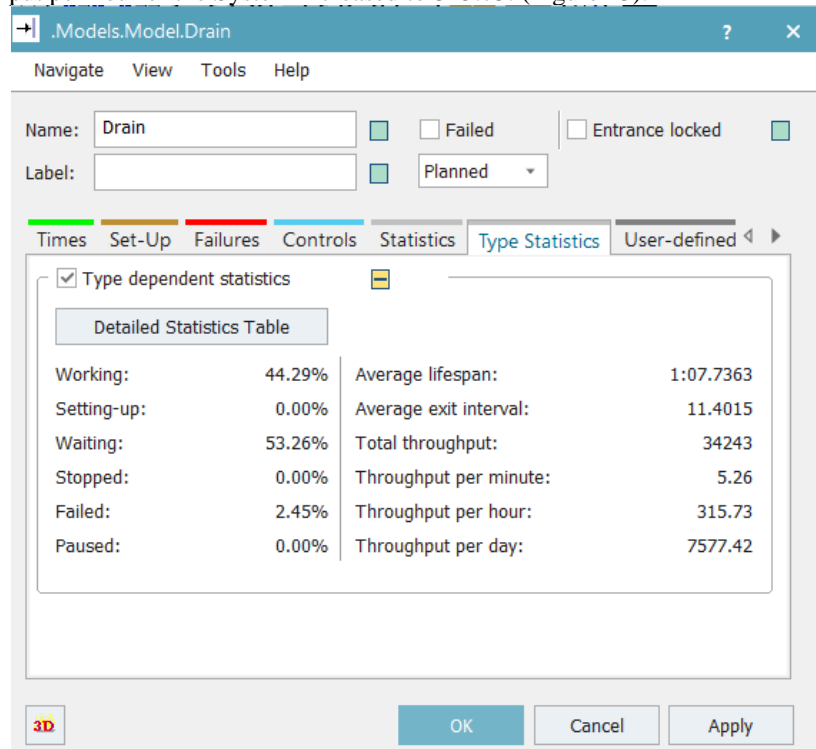 .Models.Model.Drain ? ×
Navigate View Tools Help
Name: Drain Failed Entrance locked
Label: Planned
Times Set-Up Failures Controls Statistics Type Statistics User-defined
Type dependent statistics
Detailed Statistics Table
Working: 44.29% Average lifespan: 1:07.7363
Setting-up: 0.00% Average exit interval: 11.4015
Waiting: 53.26% Total throughput: 34243
Stopped: 0.00% Throughput per minute: 5.26
Failed: 2.45% Throughput per hour: 315.73
Paused: 0.00% Throughput per day: 7577.42
3D OK Cancel Apply